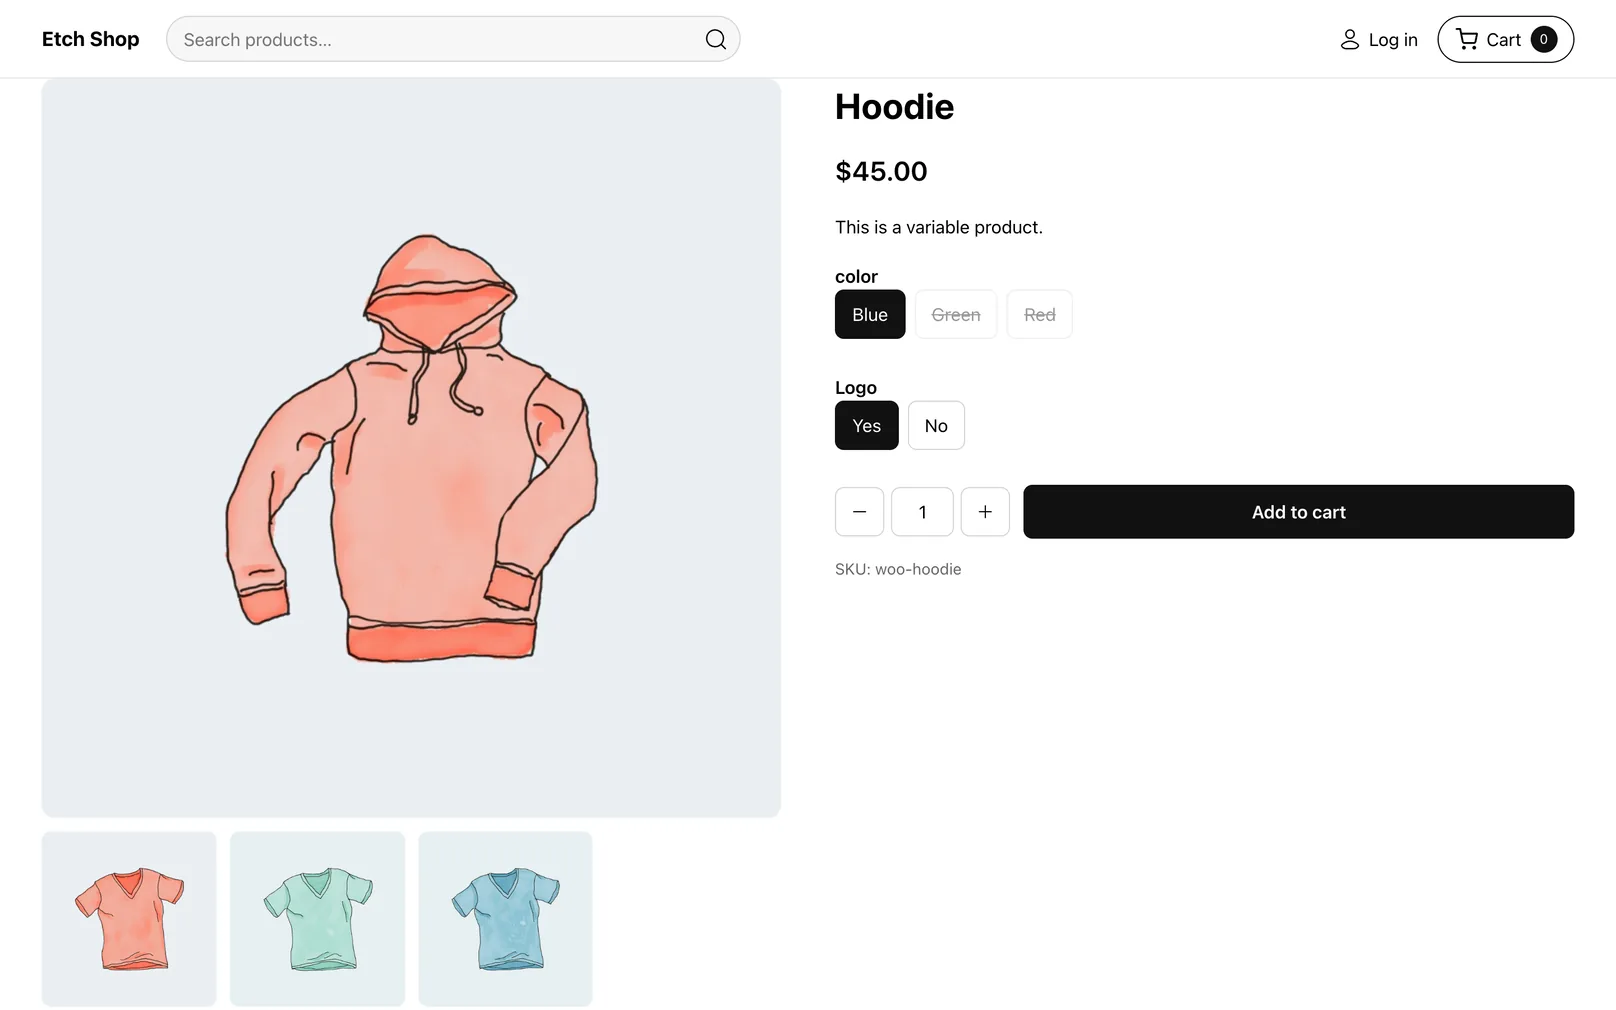 Etch Shop
Search products...
Log in
Cart 0
Hoodie
$45.00
This is a variable product.
color
Blue Green Red
Logo
Yes No
− 1 + Add to cart
SKU: woo-hoodie